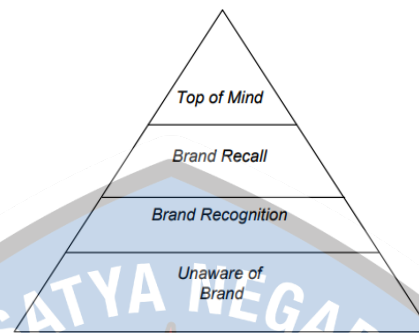 Top of Mind
Brand Recall
Brand Recognition
Unaware of
Brand
SATYA NEGAR